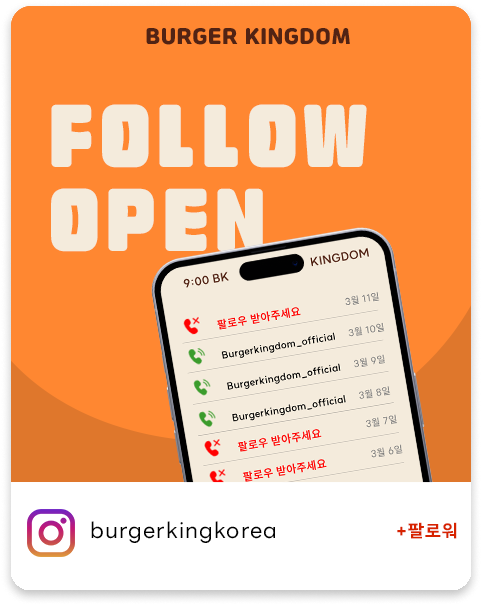 BURGER KINGDOM
FOLLOW
OPEN
9:00 BK
KINGDOM
팔로우 받아주세요
3월 11일
Burgerkingdom_official
3월 10일
Burgerkingdom_official
3월 9일
Burgerkingdom_official
3월 8일
팔로우 받아주세요
3월 7일
팔로우 받아주세요
3월 6일
burgerkingkorea
+팔로워